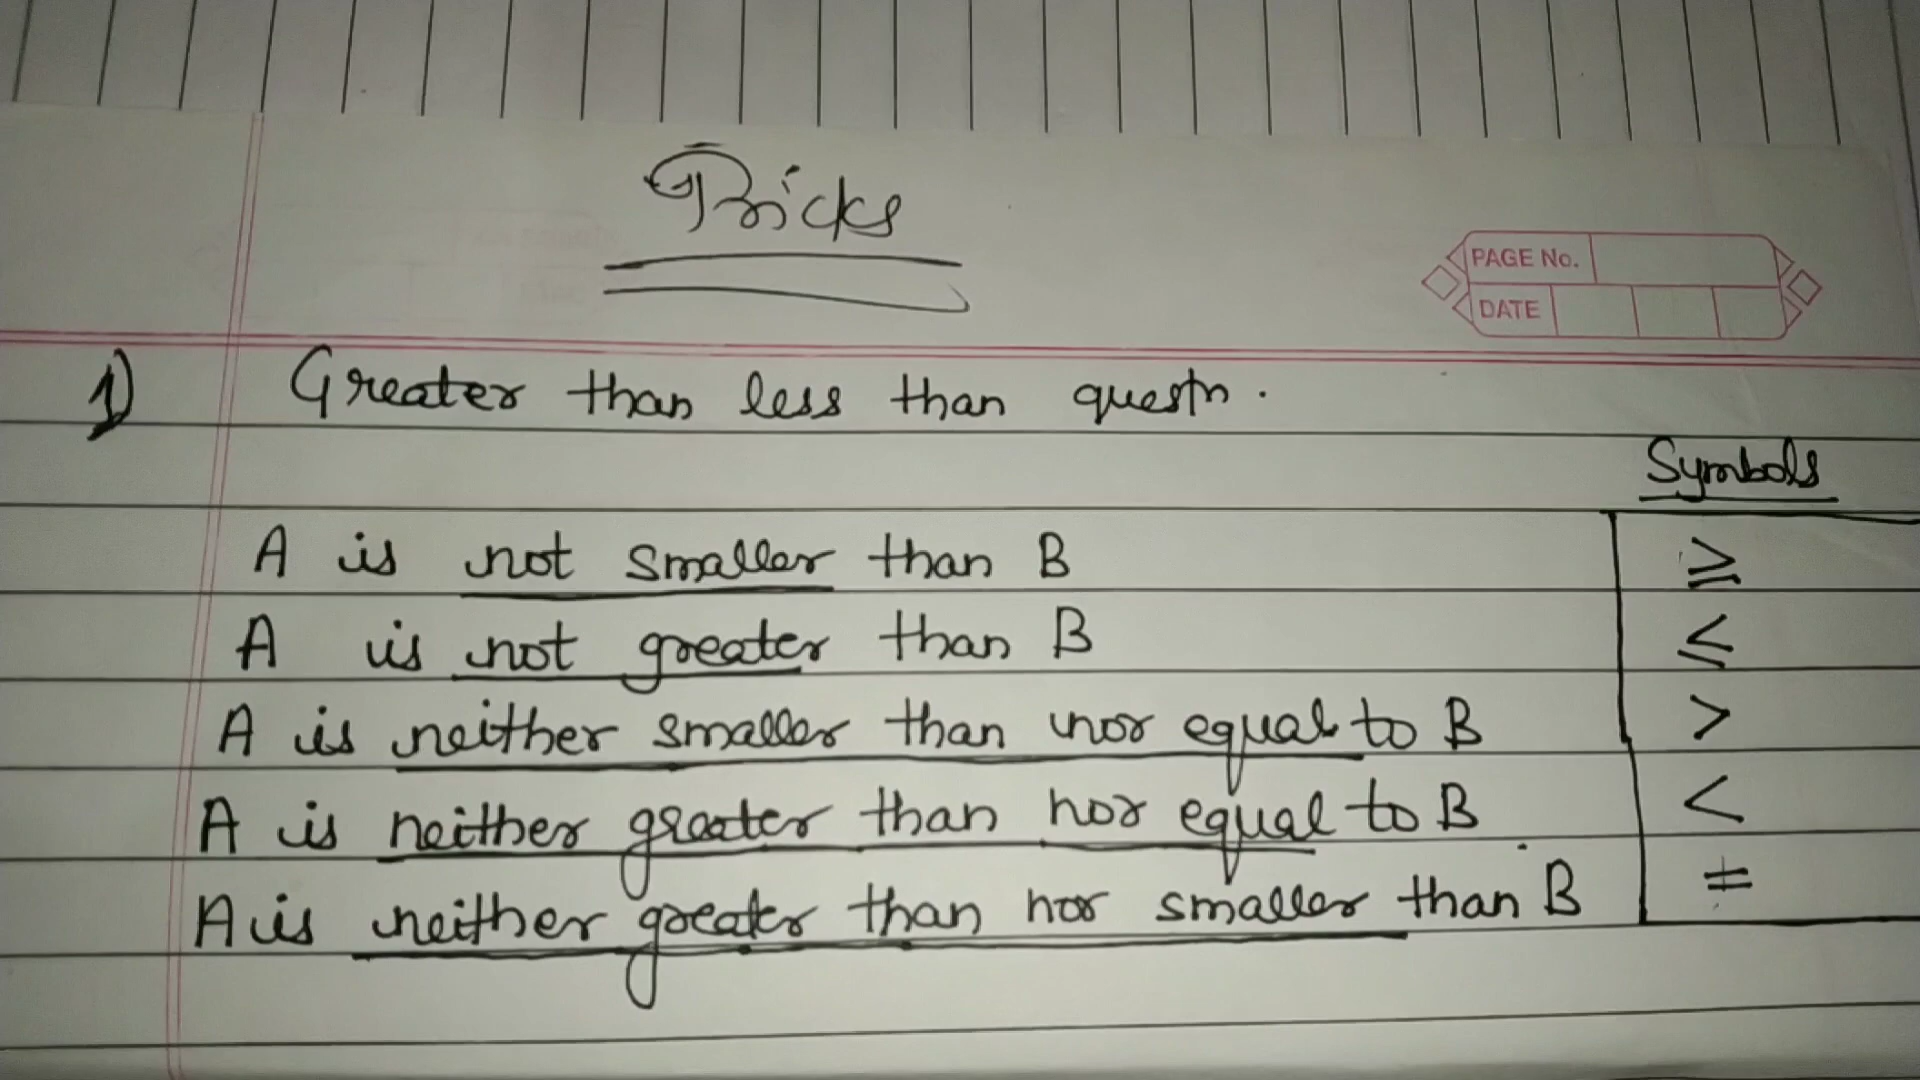 Tricks
PAGE No.
DATE
1) Greater than less than questn.
Symbols
A is not smaller than B ≥
A is not greater than B ≤
A is neither smaller than nor equal to B >
A is neither greater than nor equal to B <
A is neither greater than nor smaller than B ≠